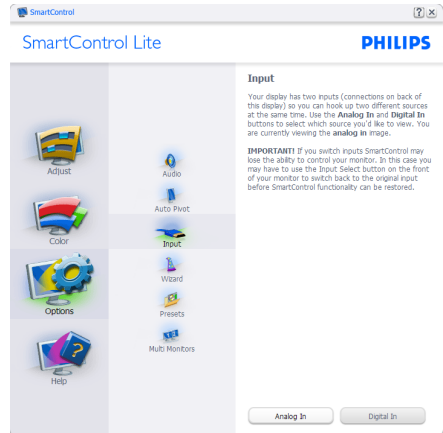 SmartControl
SmartControl Lite
PHILIPS
Adjust
Color
Options
Help
Audio
Auto Pivot
Input
Wizard
Presets
Multi Monitors
Input
Your display has two inputs (connections on back of
this display) so you can hook up two different sources
at the same time. Use the Analog In and Digital In
buttons to select which source you'd like to view. You
are currently viewing the analog in image.
IMPORTANT! If you switch inputs SmartControl may
lose the ability to control your monitor. In this case you
may have to use the Input Select button on the front
of your monitor to switch back to the original input
before SmartControl functionality can be restored.
Analog In
Digital In